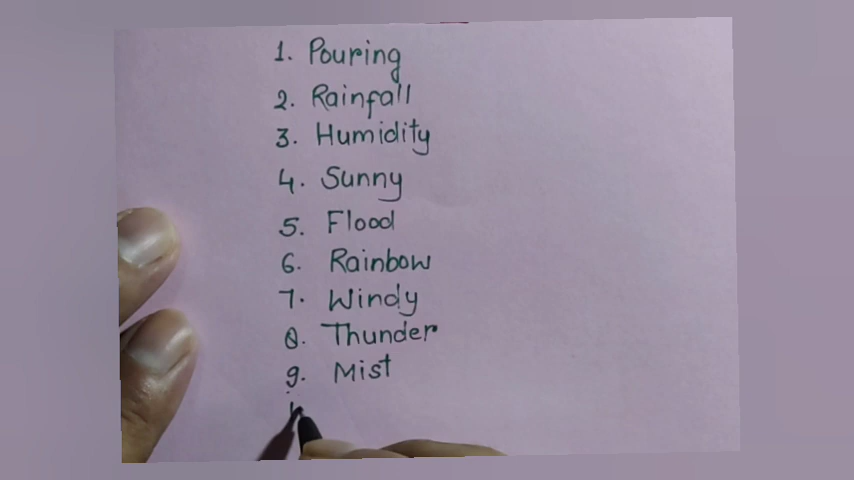 1. Pouring
2. Rainfall
3. Humidity
4. Sunny
5. Flood
6. Rainbow
7. Windy
8. Thunder
9. Mist